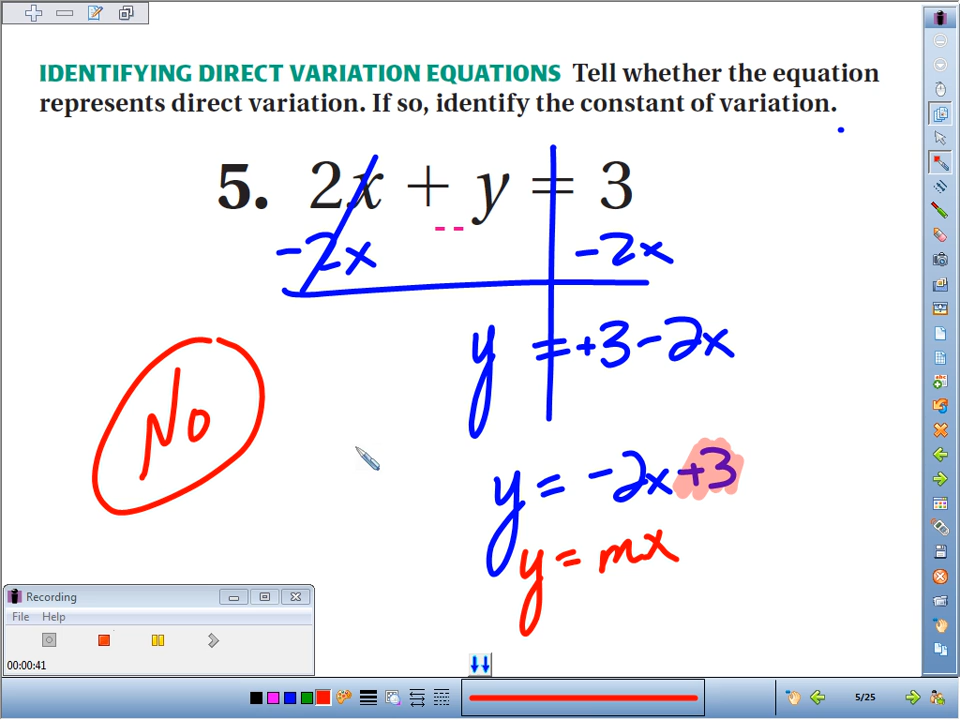 IDENTIFYING DIRECT VARIATION EQUATIONS Tell whether the equation
represents direct variation. If so, identify the constant of variation.
5. 2x + y = 3
-2x -2x
y = +3 - 2x
No
y = -2x +3
y = mx
Recording
File Help
00:00:41
5/25